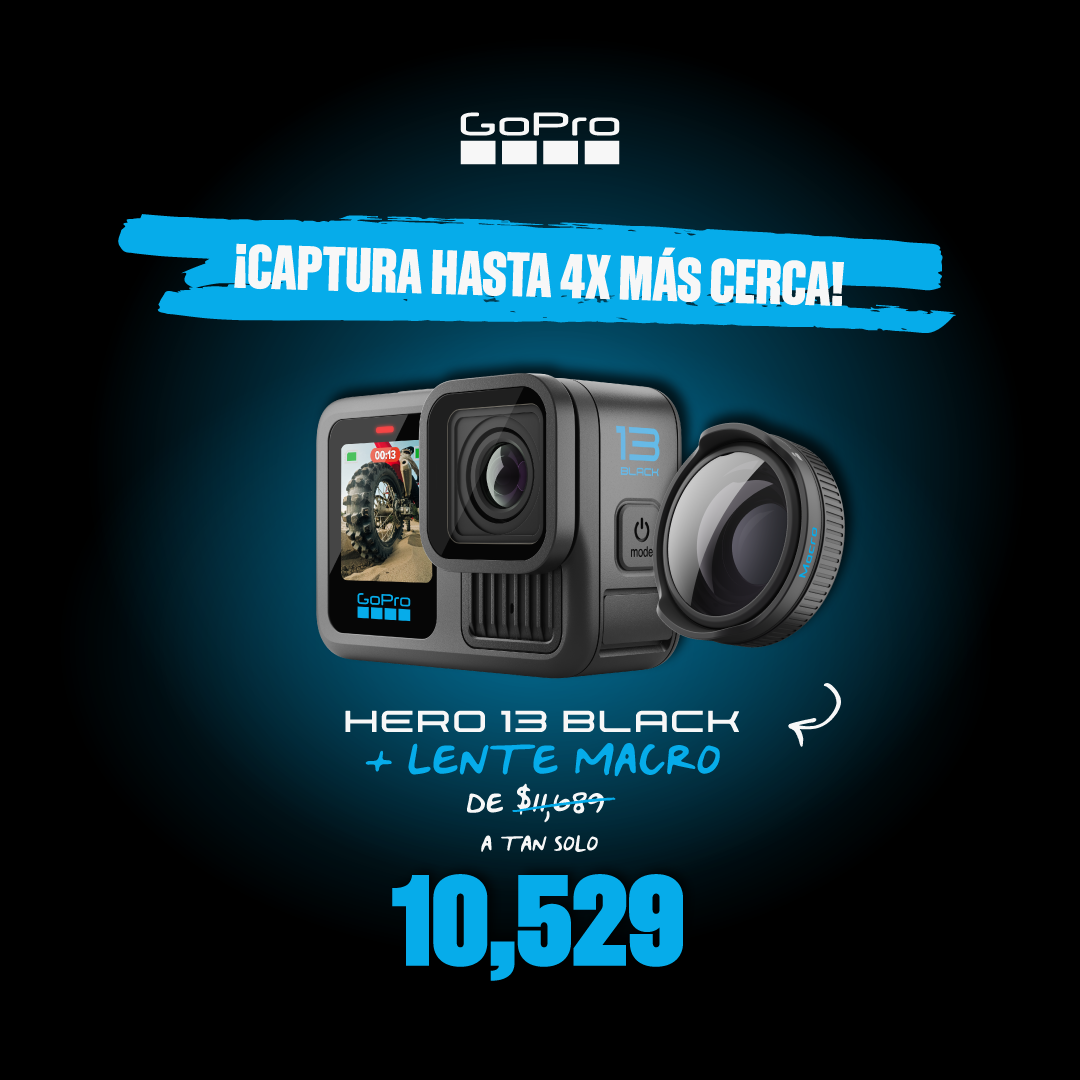 GoPro
¡CAPTURA HASTA 4X MÁS CERCA!
00:13
GoPro
13
BLACK
mode
Macro
HERO 13 BLACK
+ LENTE MACRO
DE $11,689
A TAN SOLO
10,529